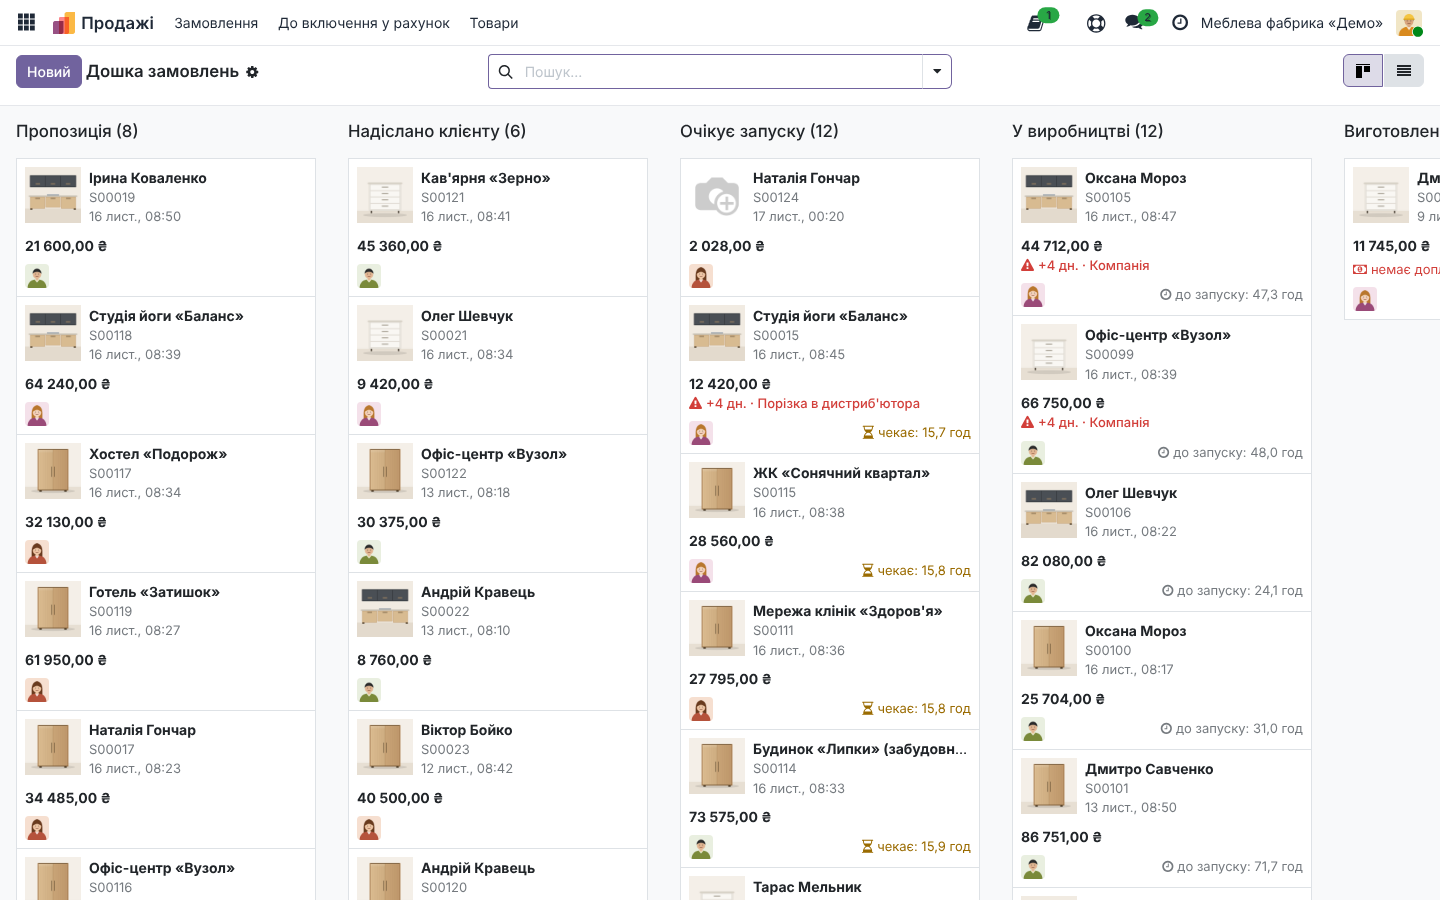 Продажі
Замовлення
До включення у рахунок
Товари
1
2
Меблева фабрика «Демо»
Новий
Дошка замовлень
Пошук...
Пропозиція (8)
Ірина Коваленко
S00019
16 лист., 08:50
21 600,00 ₴
Студія йоги «Баланс»
S00118
16 лист., 08:39
64 240,00 ₴
Хостел «Подорож»
S00117
16 лист., 08:34
32 130,00 ₴
Готель «Затишок»
S00119
16 лист., 08:27
61 950,00 ₴
Наталія Гончар
S00017
16 лист., 08:23
34 485,00 ₴
Офіс-центр «Вузол»
S00116
Надіслано клієнту (6)
Кав'ярня «Зерно»
S00121
16 лист., 08:41
45 360,00 ₴
Олег Шевчук
S00021
16 лист., 08:34
9 420,00 ₴
Офіс-центр «Вузол»
S00122
13 лист., 08:18
30 375,00 ₴
Андрій Кравець
S00022
13 лист., 08:10
8 760,00 ₴
Віктор Бойко
S00023
12 лист., 08:42
40 500,00 ₴
Андрій Кравець
S00120
Очікує запуску (12)
Наталія Гончар
S00124
17 лист., 00:20
2 028,00 ₴
Студія йоги «Баланс»
S00015
16 лист., 08:45
12 420,00 ₴
+4 дн. · Порізка в дистриб'ютора
чекає: 15,7 год
ЖК «Сонячний квартал»
S00115
16 лист., 08:38
28 560,00 ₴
чекає: 15,8 год
Мережа клінік «Здоров'я»
S00111
16 лист., 08:36
27 795,00 ₴
чекає: 15,8 год
Будинок «Липки» (забудовн...
S00114
16 лист., 08:33
73 575,00 ₴
чекає: 15,9 год
Тарас Мельник
У виробництві (12)
Оксана Мороз
S00105
16 лист., 08:47
44 712,00 ₴
+4 дн. · Компанія
до запуску: 47,3 год
Офіс-центр «Вузол»
S00099
16 лист., 08:39
66 750,00 ₴
+4 дн. · Компанія
до запуску: 48,0 год
Олег Шевчук
S00106
16 лист., 08:22
82 080,00 ₴
до запуску: 24,1 год
Оксана Мороз
S00100
16 лист., 08:17
25 704,00 ₴
до запуску: 31,0 год
Дмитро Савченко
S00101
13 лист., 08:50
86 751,00 ₴
до запуску: 71,7 год
Виготовлен
Дм
S00
9 ли
11 745,00 ₴
немає допл